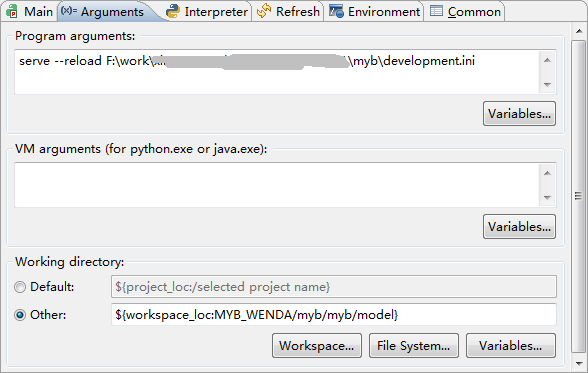 Main Arguments Interpreter Refresh Environment Common
Program arguments:
serve --reload F:\work\ \myb\development.ini
Variables...
VM arguments (for python.exe or java.exe):
Variables...
Working directory:
Default: ${project_loc:/selected project name}
Other: ${workspace_loc:MYB_WENDA/myb/myb/model}
Workspace... File System... Variables...